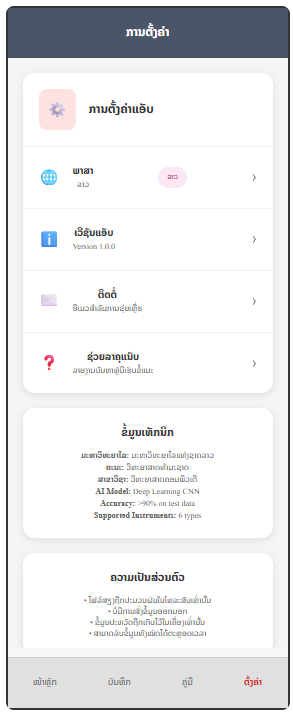 ການຕັ້ງຄ່າ
ການຕັ້ງຄ່າແອັບ
ພາສາ
ລາວ
ລາວ
ເວີຊັນແອັບ
Version 1.0.0
ຕິດຕໍ່
ອີເມວສຳລັບການຊ່ວຍເຫຼືອ
ຊ່ວຍລາຄຸແນັບ
ລາຍງານບັນຫາຫຼືມີເຮັບຂໍ້ແນະ
ຂໍ້ມູນເທັກນິກ
ມະຫາວິທະຍາໄລ: ມະຫາວິທະຍາໄລແຫ່ງຊາດລາວ
ຄະນະ: ວິທະຍາສາດທຳມະຊາດ
ສາຂາວິຊາ: ວິທະຍາສາດຄອມພິວເຕີ
AI Model: Deep Learning CNN
Accuracy: >90% on test data
Supported Instruments: 6 types
ຄວາມເປັນສ່ວນຕົວ
• ໄຟລ໌ສຽງຖືກປະມວນຜົນໃນໂທລະສັບເທົ່ານັ້ນ
• ບໍ່ມີການສົ່ງຂໍ້ມູນອອກນອກ
• ຂໍ້ມູນປະຫວັດຖືກເກັບໄວ້ໃນເຄື່ອງເທົ່ານັ້ນ
• ສາມາດລຶບຂໍ້ມູນທັງໝົດໄດ້ຕະຫຼອດເວລາ
ໜ້າຫຼັກ
ບັນທຶກ
ຄູ່ມື
ຕັ້ງຄ່າ